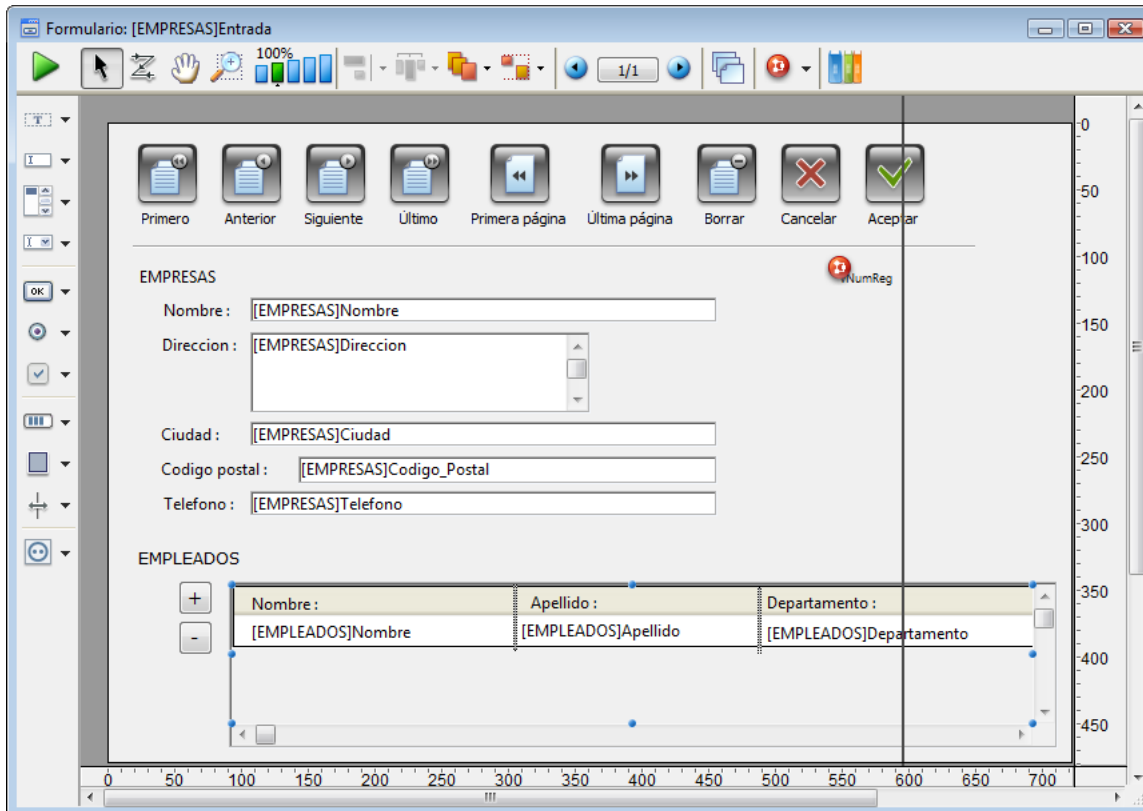 Formulario: [EMPRESAS]Entrada
100%
1/1
Primero Anterior Siguiente Último Primera página Última página Borrar Cancelar Aceptar
EMPRESAS
vNumReg
Nombre : [EMPRESAS]Nombre
Direccion : [EMPRESAS]Direccion
Ciudad : [EMPRESAS]Ciudad
Codigo postal : [EMPRESAS]Codigo_Postal
Telefono : [EMPRESAS]Telefono
EMPLEADOS
+
Nombre : Apellido : Departamento :
-
[EMPLEADOS]Nombre [EMPLEADOS]Apellido [EMPLEADOS]Departamento
OK
0
50
100
150
200
250
300
350
400
450
0 50 100 150 200 250 300 350 400 450 500 550 600 650 700